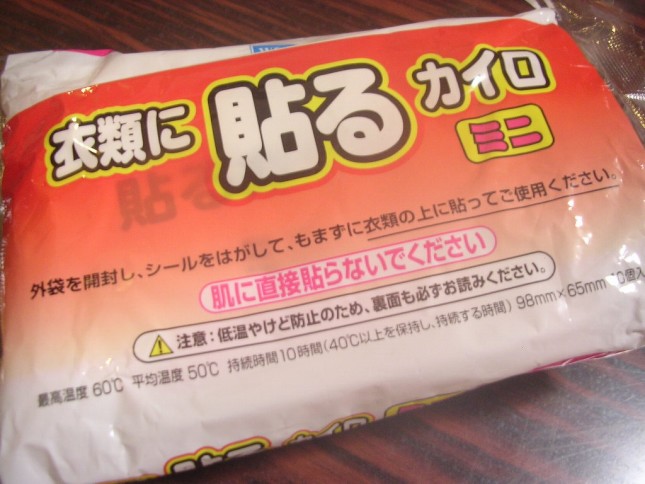 衣類に貼るカイロ
ミニ
外袋を開封し、シールをはがして、もまずに衣類の上に貼ってご使用ください。
肌に直接貼らないでください
注意:低温やけど防止のため、裏面も必ずお読みください。
最高温度 60℃ 平均温度 50℃ 持続時間10時間(40℃以上を保持し、持続する時間) 98mm×65mm 10個入
貼る カイロ